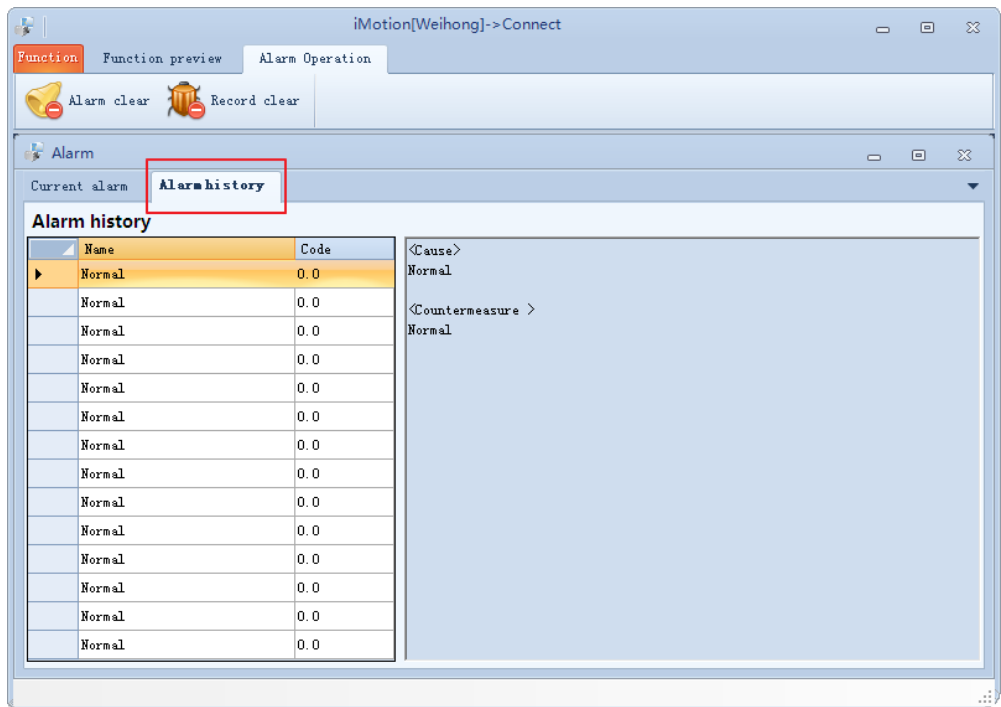 iMotion[Weihong]->Connect
Function Function preview Alarm Operation
Alarm clear Record clear
Alarm
Current alarm Alarm history
Alarm history
Name Code
Normal 0.0
Normal 0.0
Normal 0.0
Normal 0.0
Normal 0.0
Normal 0.0
Normal 0.0
Normal 0.0
Normal 0.0
Normal 0.0
Normal 0.0
Normal 0.0
Normal 0.0
Normal 0.0
<Cause>
Normal
<Countermeasure >
Normal